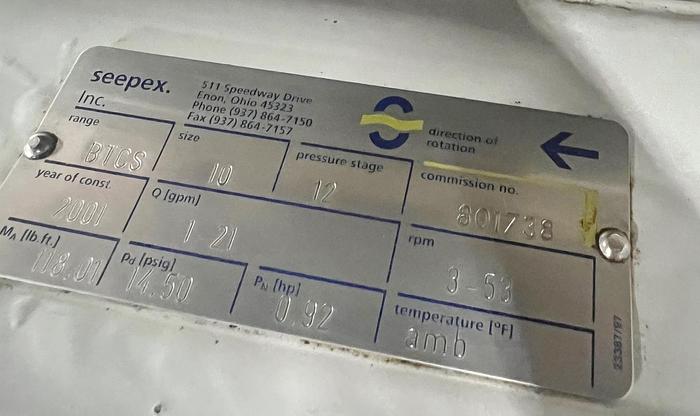 seepex.
Inc.
511 Speedway Drive
Enon, Ohio 45323
Phone (937) 864-7150
Fax (937) 864-7157
direction of
rotation
range
BTCS
size
10
pressure stage
12
commission no.
801738
year of const.
2001
Q [gpm]
1 21
rpm
3-53
MA [lb.ft.]
118.01
Pd [psig]
14.50
PN [hp]
0.92
temperature [°F]
amb
23387/97